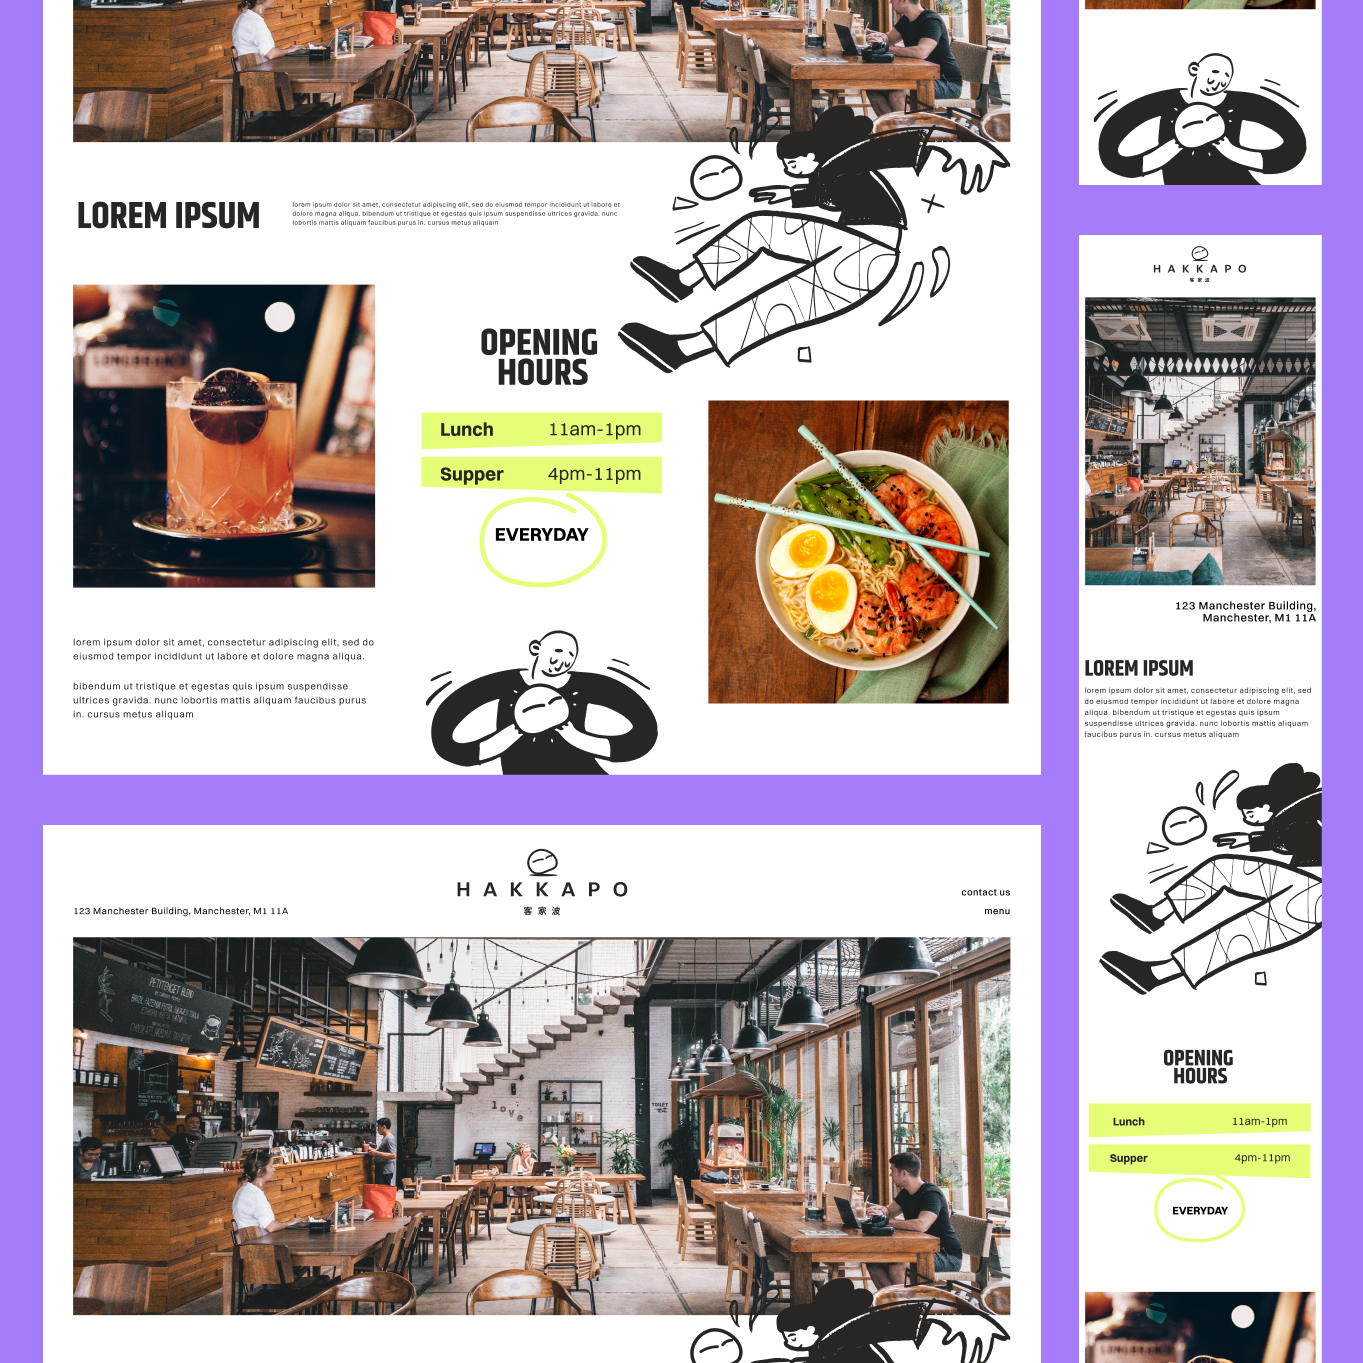 LOREM IPSUM
lorem ipsum dolor sit amet, consectetur adipiscing elit, sed do eiusmod tempor incididunt ut labore et
dolore magna aliqua. bibendum ut tristique et egestas quis ipsum suspendisse ultrices gravida. nunc
lobortis mattis aliquam faucibus purus in. cursus metus aliquam
OPENING
HOURS
Lunch 11am-1pm
Supper 4pm-11pm
EVERYDAY
lorem ipsum dolor sit amet, consectetur adipiscing elit, sed do
eiusmod tempor incididunt ut labore et dolore magna aliqua.
bibendum ut tristique et egestas quis ipsum suspendisse
ultrices gravida. nunc lobortis mattis aliquam faucibus purus
in. cursus metus aliquam
HAKKAPO
客家波
123 Manchester Building, Manchester, M1 11A
contact us
menu
PETITENGET BLEND
love
TOILET
HAKKAPO
客家波
123 Manchester Building,
Manchester, M1 11A
LOREM IPSUM
lorem ipsum dolor sit amet, consectetur adipiscing elit, sed
do eiusmod tempor incididunt ut labore et dolore magna
aliqua. bibendum ut tristique et egestas quis ipsum
suspendisse ultrices gravida. nunc lobortis mattis aliquam
faucibus purus in. cursus metus aliquam
OPENING
HOURS
Lunch 11am-1pm
Supper 4pm-11pm
EVERYDAY